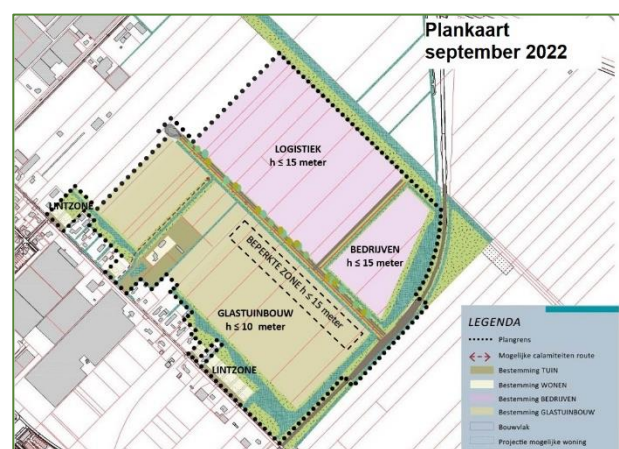 Plankaart
september 2022
LOGISTIEK
h ≤ 15 meter
LINTZONE
BEDRIJVEN
h ≤ 15 meter
BEPERKTE ZONE h ≤ 15 meter
GLASTUINBOUW
h ≤ 10 meter
LINTZONE
LEGENDA
Plangrens
Mogelijke calamiteiten route
Bestemming TUIN
Bestemming WONEN
Bestemming BEDRIJVEN
Bestemming GLASTUINBOUW
Bouwvlak
Projectie mogelijke woning